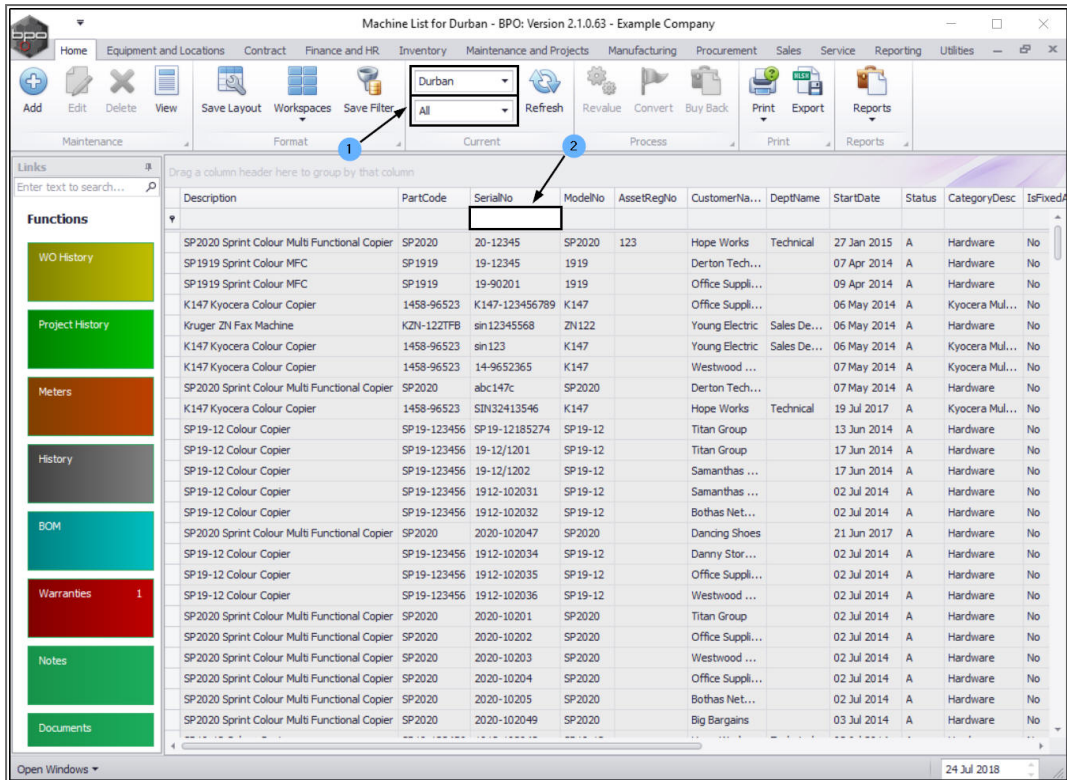 Machine List for Durban - BPO: Version 2.1.0.63 - Example Company
bpo
Home Equipment and Locations Contract Finance and HR Inventory Maintenance and Projects Manufacturing Procurement Sales Service Reporting Utilities
Durban
All
Add Edit Delete View Save Layout Workspaces Save Filter Refresh Revalue Convert Buy Back Print Export Reports
Maintenance Format Current Process Print Reports
1
2
Links
Enter text to search...
Functions
WO History
Project History
Meters
History
BOM
Warranties 1
Notes
Documents
Drag a column header here to group by that column
Description PartCode SerialNo ModelNo AssetRegNo CustomerNa... DeptName StartDate Status CategoryDesc IsFixedA
SP2020 Sprint Colour Multi Functional Copier SP2020 20-12345 SP2020 123 Hope Works Technical 27 Jan 2015 A Hardware No
SP1919 Sprint Colour MFC SP1919 19-12345 1919 Derton Tech... 07 Apr 2014 A Hardware No
SP1919 Sprint Colour MFC SP1919 19-90201 1919 Office Suppli... 09 Apr 2014 A Hardware No
K147 Kyocera Colour Copier 1458-96523 K147-123456789 K147 Office Suppli... 06 May 2014 A Kyocera Mul... No
Kruger ZN Fax Machine KZN-122TFB sin12345568 ZN122 Young Electric Sales De... 06 May 2014 A Hardware No
K147 Kyocera Colour Copier 1458-96523 sin123 K147 Young Electric Sales De... 06 May 2014 A Kyocera Mul... No
K147 Kyocera Colour Copier 1458-96523 14-9652365 K147 Westwood ... 07 May 2014 A Kyocera Mul... No
SP2020 Sprint Colour Multi Functional Copier SP2020 abc147c SP2020 Derton Tech... 07 May 2014 A Hardware No
K147 Kyocera Colour Copier 1458-96523 SIN32413546 K147 Hope Works Technical 19 Jul 2017 A Kyocera Mul... No
SP19-12 Colour Copier SP19-123456 SP19-12185274 SP19-12 Titan Group 13 Jun 2014 A Hardware No
SP19-12 Colour Copier SP19-123456 19-12/1201 SP19-12 Titan Group 17 Jun 2014 A Hardware No
SP19-12 Colour Copier SP19-123456 19-12/1202 SP19-12 Samanthas ... 17 Jun 2014 A Hardware No
SP19-12 Colour Copier SP19-123456 1912-102031 SP19-12 Samanthas ... 02 Jul 2014 A Hardware No
SP19-12 Colour Copier SP19-123456 1912-102032 SP19-12 Bothas Net... 02 Jul 2014 A Hardware No
SP2020 Sprint Colour Multi Functional Copier SP2020 2020-102047 SP2020 Dancing Shoes 21 Jun 2017 A Hardware No
SP19-12 Colour Copier SP19-123456 1912-102034 SP19-12 Danny Stor... 02 Jul 2014 A Hardware No
SP19-12 Colour Copier SP19-123456 1912-102035 SP19-12 Office Suppli... 02 Jul 2014 A Hardware No
SP19-12 Colour Copier SP19-123456 1912-102036 SP19-12 Westwood ... 02 Jul 2014 A Hardware No
SP2020 Sprint Colour Multi Functional Copier SP2020 2020-10201 SP2020 Titan Group 02 Jul 2014 A Hardware No
SP2020 Sprint Colour Multi Functional Copier SP2020 2020-10202 SP2020 Office Suppli... 02 Jul 2014 A Hardware No
SP2020 Sprint Colour Multi Functional Copier SP2020 2020-10203 SP2020 Westwood ... 02 Jul 2014 A Hardware No
SP2020 Sprint Colour Multi Functional Copier SP2020 2020-10204 SP2020 Office Suppli... 02 Jul 2014 A Hardware No
SP2020 Sprint Colour Multi Functional Copier SP2020 2020-10205 SP2020 Bothas Net... 02 Jul 2014 A Hardware No
SP2020 Sprint Colour Multi Functional Copier SP2020 2020-102049 SP2020 Big Bargains 03 Jul 2014 A Hardware No
Open Windows
24 Jul 2018